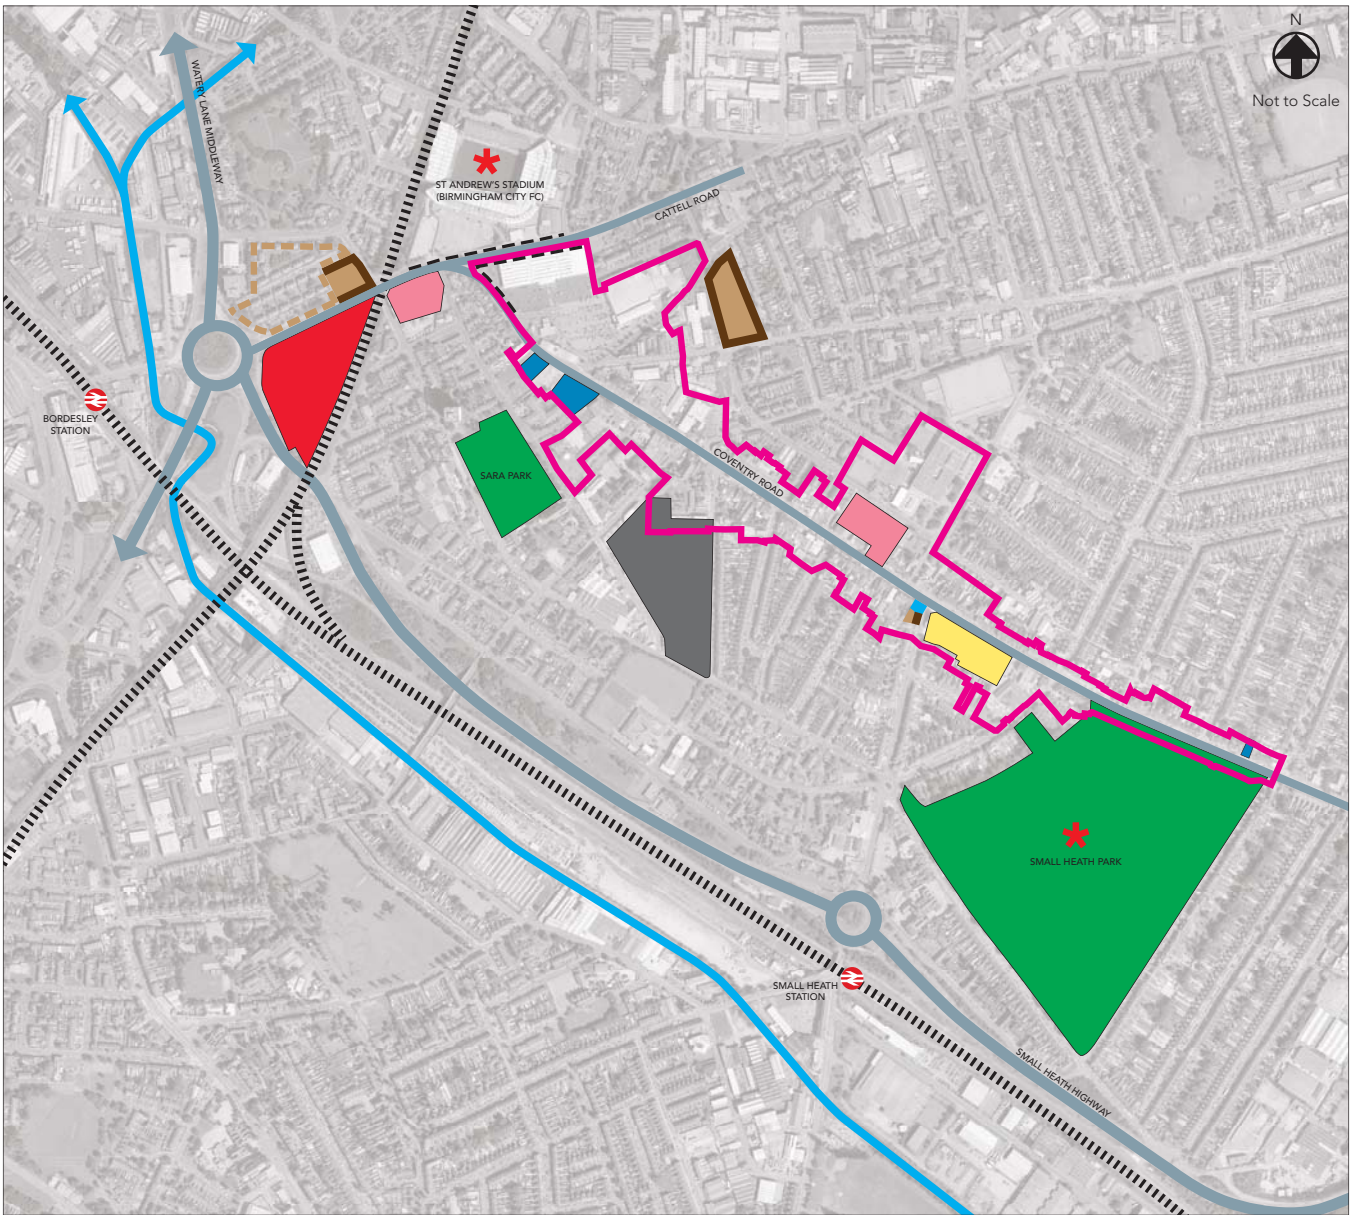 N
Not to Scale
WATERY LANE MIDDLEWAY
ST ANDREW'S STADIUM
(BIRMINGHAM CITY FC)
CATTELL ROAD
BORDESLEY
STATION
COVENTRY ROAD
SARA PARK
SMALL HEATH PARK
SMALL HEATH
STATION
SMALL HEATH HIGHWAY